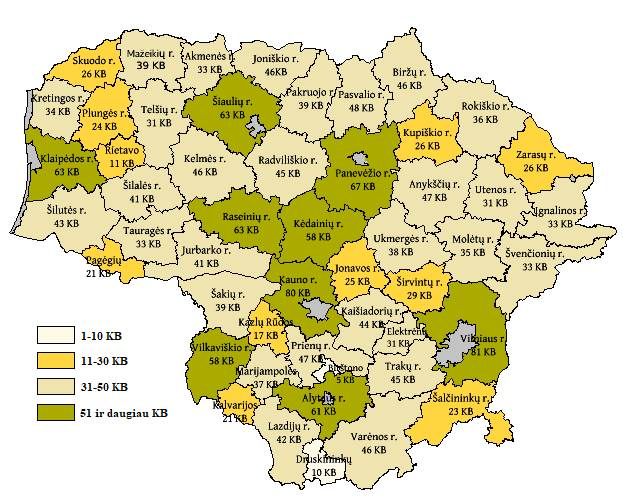 Skuodo r.
26 KB
Mažeikių r.
39 KB
Akmenės r.
33 KB
Joniškio r.
46KB
Pakruojo r.
39 KB
Pasvalio r.
48 KB
Biržų r.
46 KB
Rokiškio r.
36 KB
Kretingos r.
34 KB
Plungės r.
24 KB
Telšių r.
31 KB
Šiaulių r.
63 KB
Kupiškio r.
26 KB
Zarasų r.
26 KB
Klaipėdos r.
63 KB
Rietavo
11 KB
Kelmės r.
46 KB
Radviliškio r.
45 KB
Panevėžio r.
67 KB
Anykščių r.
47 KB
Utenos r.
31 KB
Ignalinos r.
33 KB
Šilalės r.
41 KB
Šilutės r.
43 KB
Tauragės r.
33 KB
Raseinių r.
63 KB
Kėdainių r.
58 KB
Ukmergės r.
38 KB
Molėtų r.
35 KB
Švenčionių r.
33 KB
Pagėgių
21 KB
Jurbarko r.
41 KB
Jonavos r.
25 KB
Širvintų r.
29 KB
Kauno r.
80 KB
Šakių r.
39 KB
Kaišiadorių r.
44 KB
Kazlų Rūdos
17 KB
Elektrėnų
31 KB
Vilniaus r.
81 KB
Vilkaviškio r.
58 KB
Prienų r.
47 KB
Birštono
5 KB
Trakų r.
45 KB
Marijampolės
37 KB
Kalvarijos
21 KB
Alytaus r.
61 KB
Šalčininkų r.
23 KB
Lazdijų r.
42 KB
Varėnos r.
46 KB
Druskininkų
10 KB
1-10 KB
11-30 KB
31-50 KB
51 ir daugiau KB